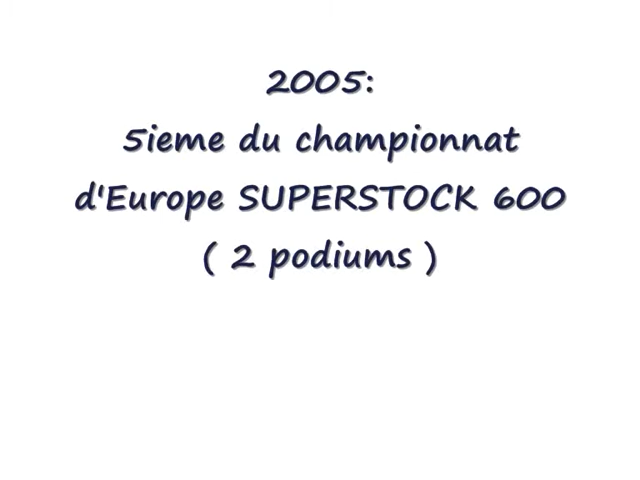 2005:
5ieme du championnat
d'Europe SUPERSTOCK 600
( 2 podiums )